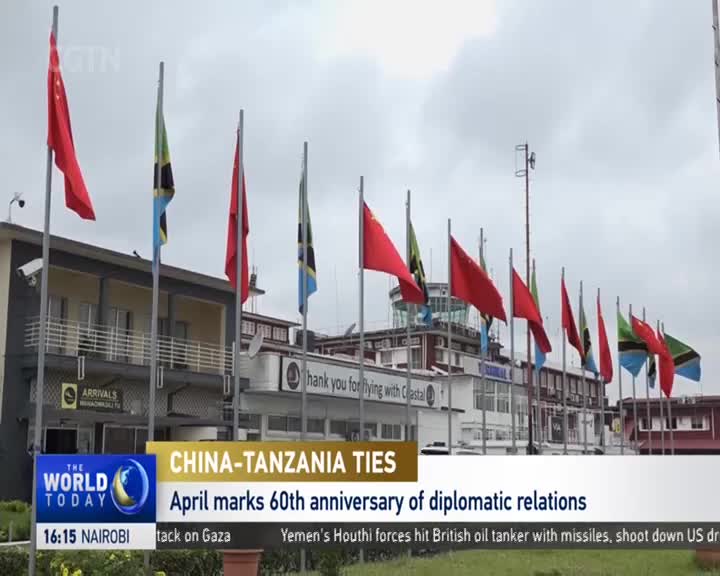 CGTN
ARRIVALS
Thank you for flying with Coastal
CHINA-TANZANIA TIES
THE WORLD TODAY
April marks 60th anniversary of diplomatic relations
16:15 NAIROBI
ttack on Gaza Yemen's Houthi forces hit British oil tanker with missiles, shoot down US dr